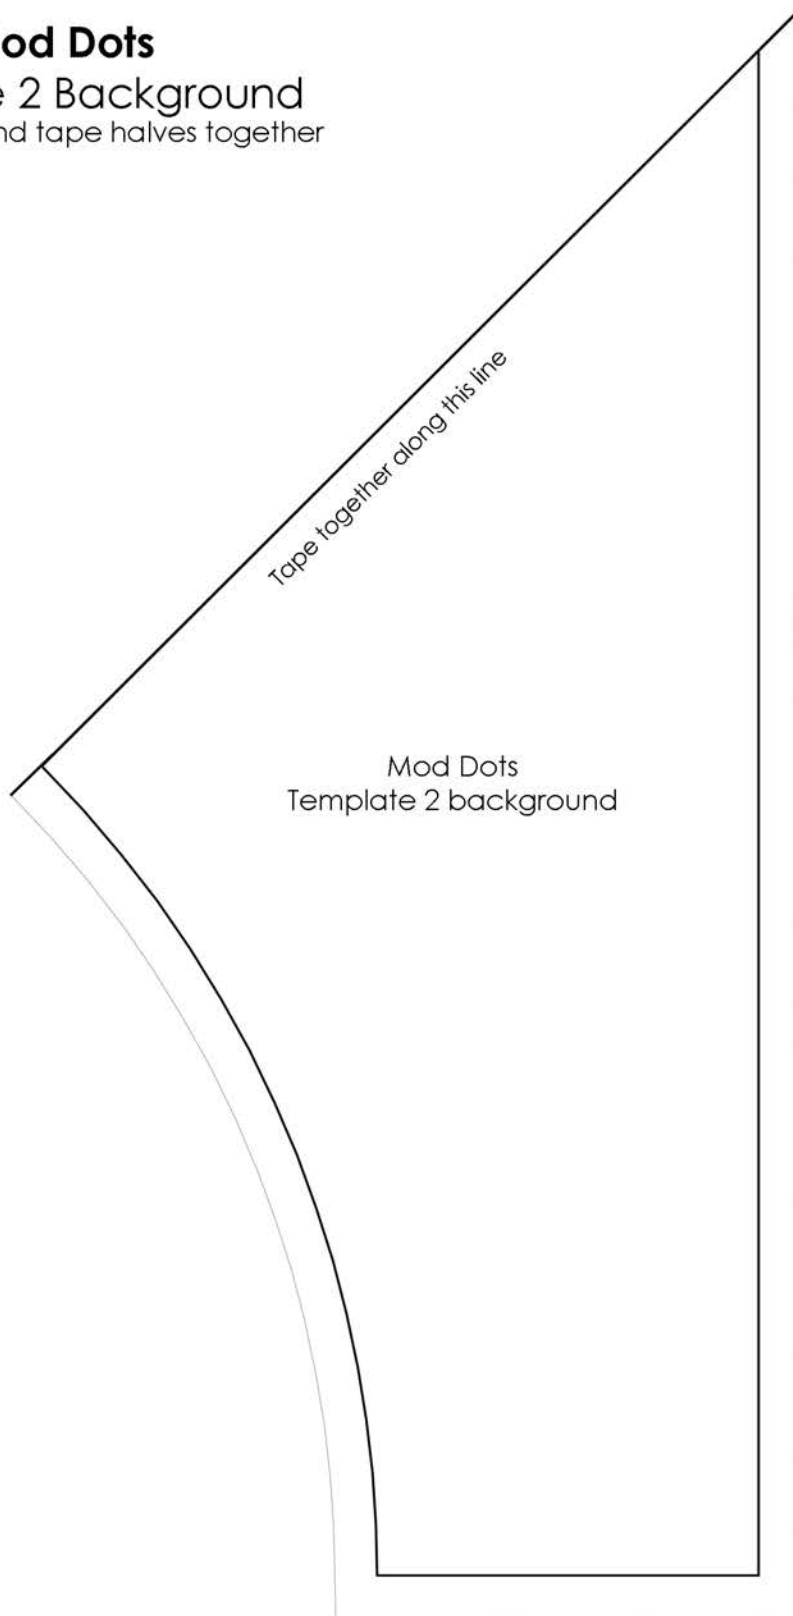 od Dots
e 2 Background
nd tape halves together
Tape together along this line
Mod Dots
Template 2 background